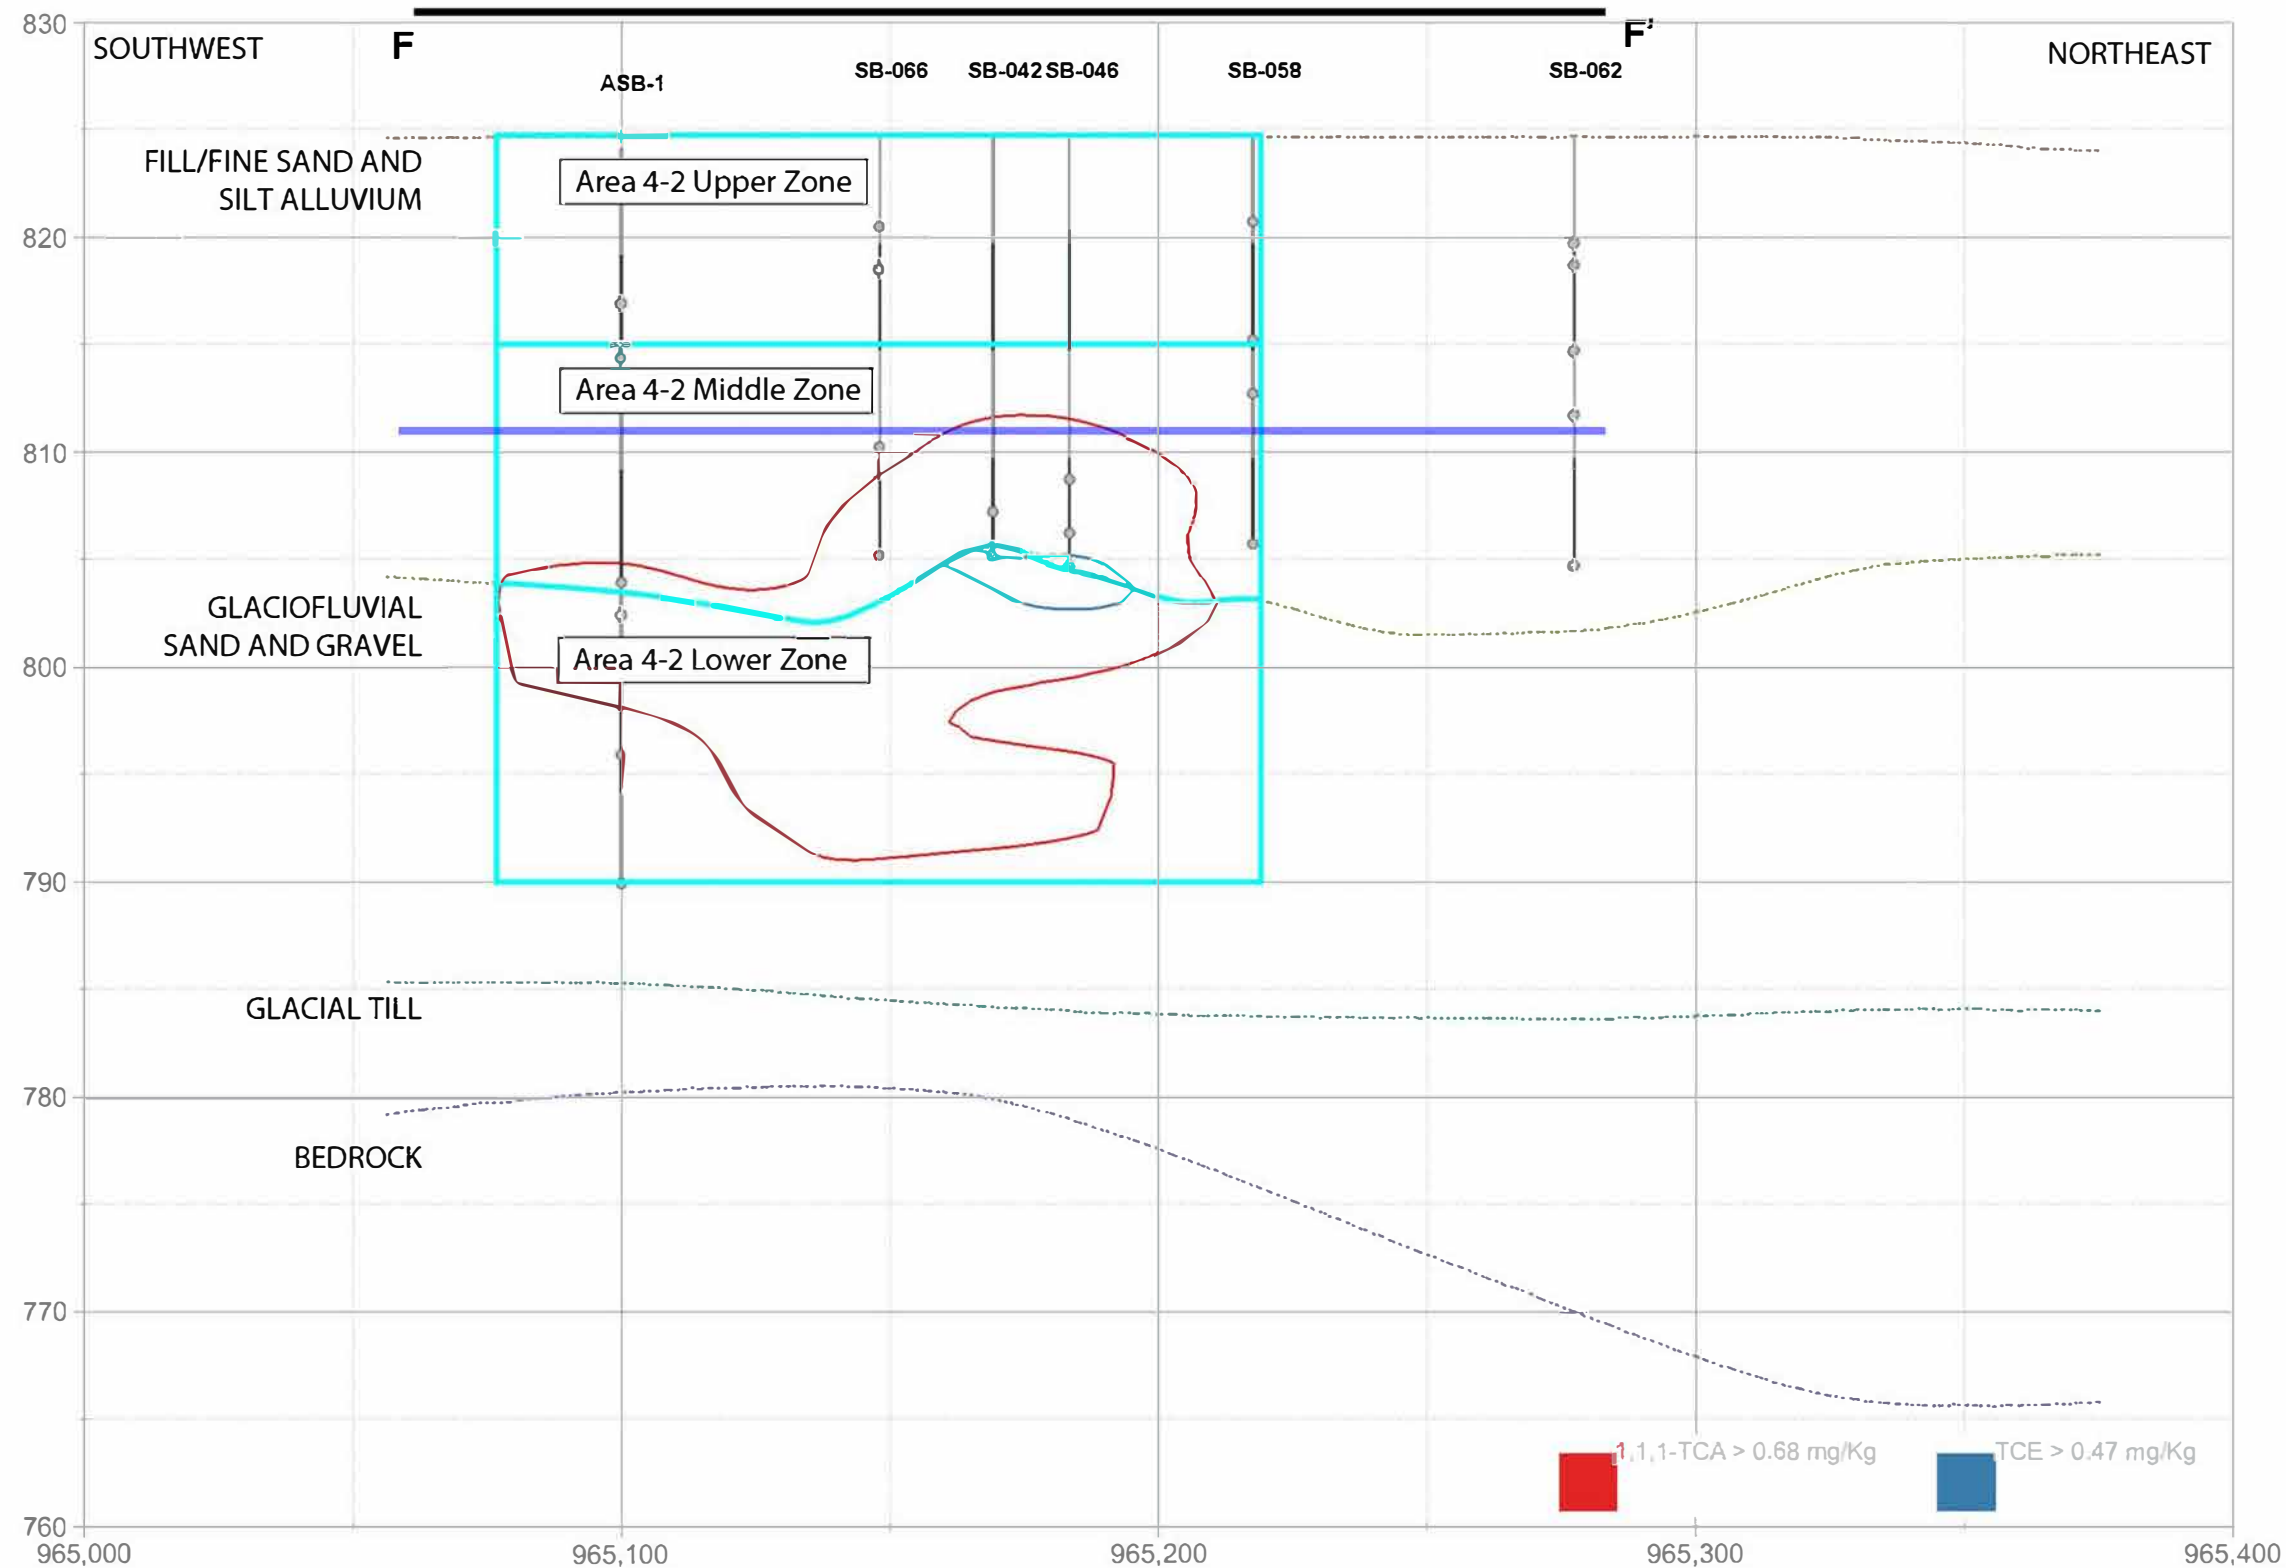 830
F
F'
SOUTHWEST
NORTHEAST
ASB-1
SB-066
SB-042
SB-046
SB-058
SB-062
FILL/FINE SAND AND
SILT ALLUVIUM
Area 4-2 Upper Zone
820
Area 4-2 Middle Zone
810
GLACIOFLUVIAL
SAND AND GRAVEL
Area 4-2 Lower Zone
800
790
GLACIAL TILL
780
BEDROCK
770
1,1,1-TCA > 0.68 mg/Kg
TCE > 0.47 mg/Kg
760
965,000
965,100
965,200
965,300
965,400